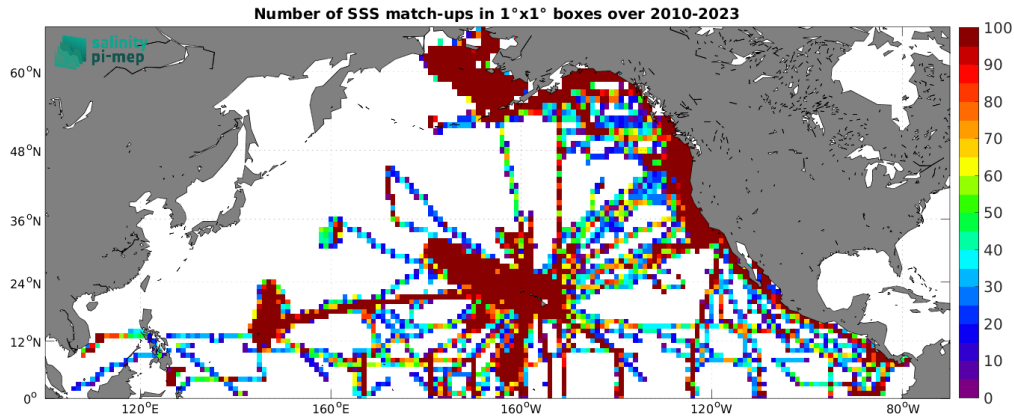 Number of SSS match-ups in 1°x1° boxes over 2010-2023
salinity
pi-mep
60°N
48°N
36°N
24°N
12°N
0°
120°E
160°E
160°W
120°W
80°W
100
90
80
70
60
50
40
30
20
10
0